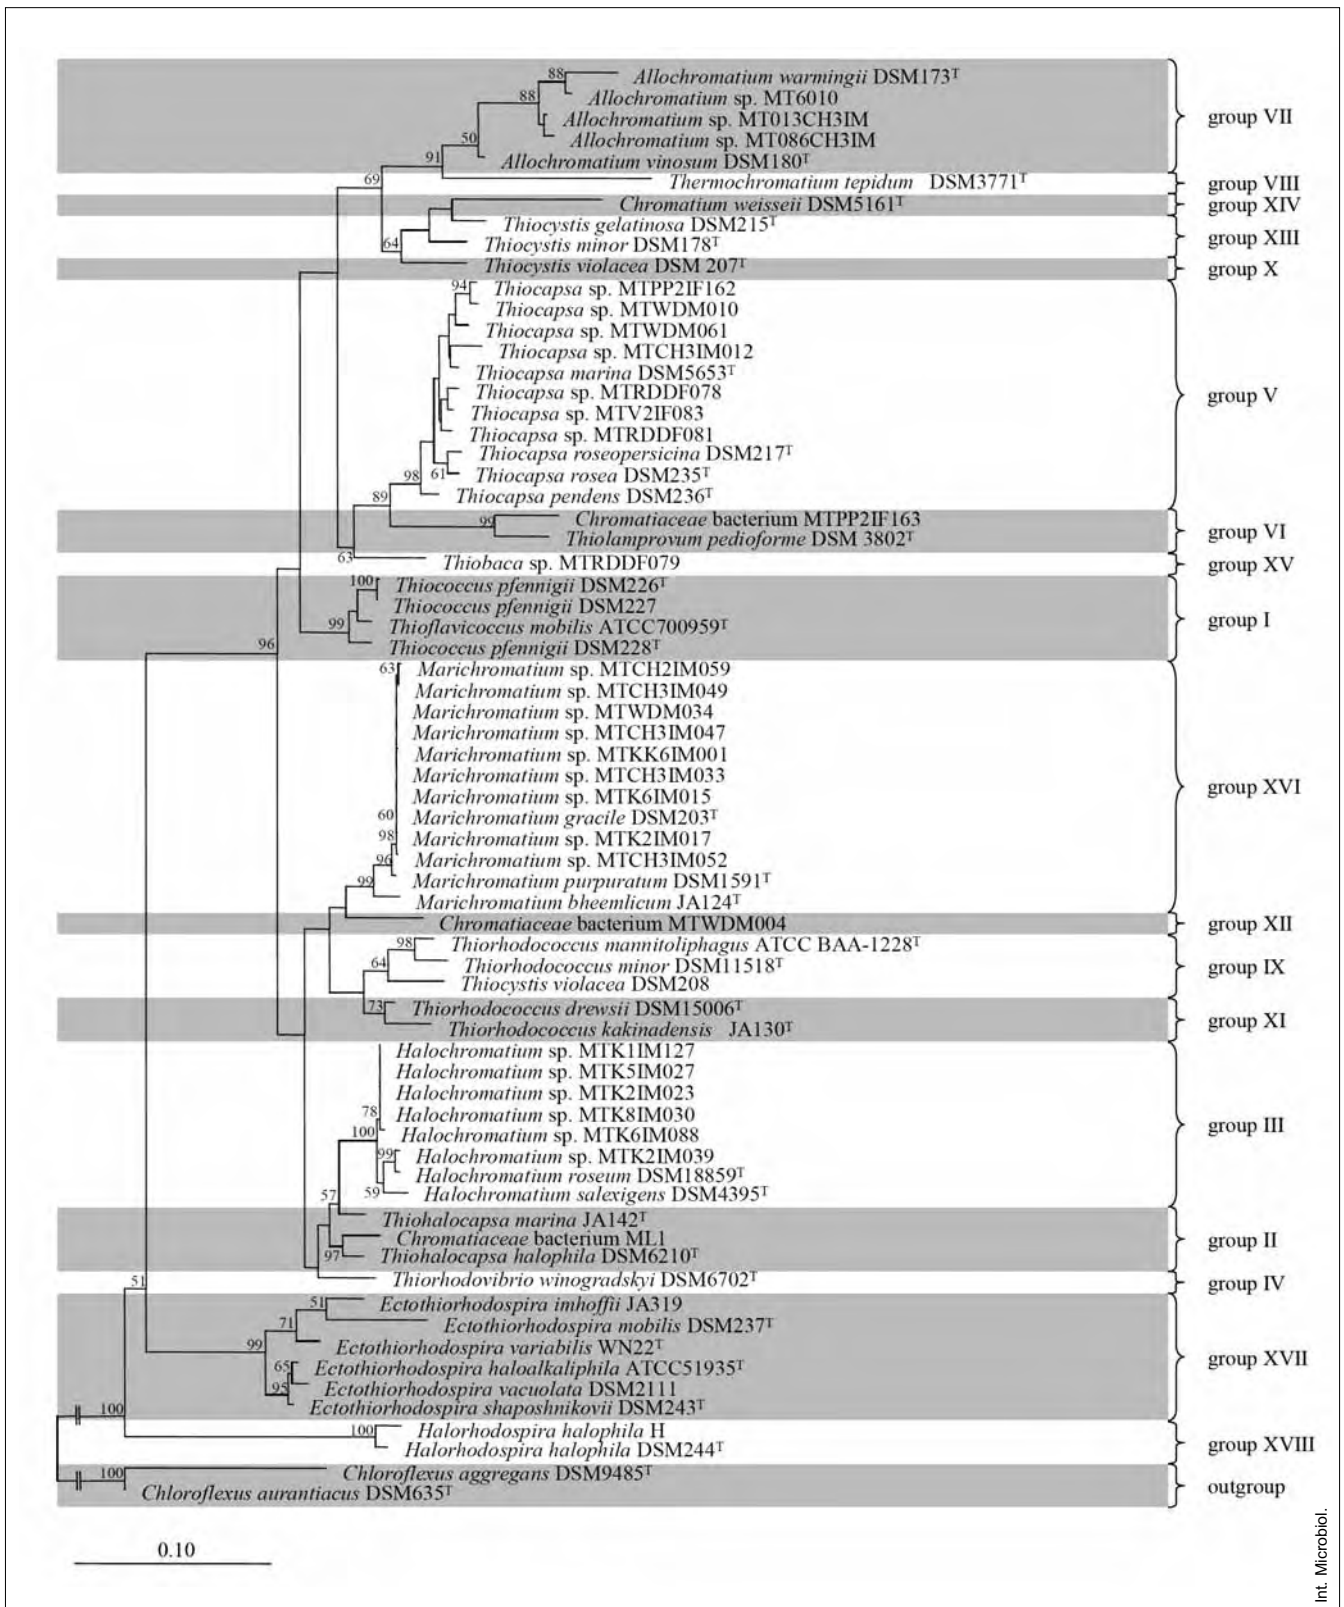 88
Allochromatium warmingii DSM173ᵀ
Allochromatium sp. MT6010
88
Allochromatium sp. MT013CH3IM
Allochromatium sp. MT086CH3IM
50
Allochromatium vinosum DSM180ᵀ
group VII
91
Thermochromatium tepidum DSM3771ᵀ
group VIII
69
Chromatium weisseii DSM5161ᵀ
group XIV
Thiocystis gelatinosa DSM215ᵀ
Thiocystis minor DSM178ᵀ
group XIII
64
Thiocystis violacea DSM 207ᵀ
group X
94
Thiocapsa sp. MTPP2IF162
Thiocapsa sp. MTWDM010
Thiocapsa sp. MTWDM061
Thiocapsa sp. MTCH3IM012
Thiocapsa marina DSM5653ᵀ
Thiocapsa sp. MTRDDF078
group V
Thiocapsa sp. MTV2IF083
Thiocapsa sp. MTRDDF081
Thiocapsa roseopersicina DSM217ᵀ
61
Thiocapsa rosea DSM235ᵀ
98
Thiocapsa pendens DSM236ᵀ
89
Chromatiaceae bacterium MTPP2IF163
99
Thiolamprovum pedioforme DSM 3802ᵀ
group VI
63
Thiobaca sp. MTRDDF079
group XV
100
Thiococcus pfennigii DSM226ᵀ
Thiococcus pfennigii DSM227
Thioflavicoccus mobilis ATCC700959ᵀ
99
Thiococcus pfennigii DSM228ᵀ
group I
96
63
Marichromatium sp. MTCH2IM059
Marichromatium sp. MTCH3IM049
Marichromatium sp. MTWDM034
Marichromatium sp. MTCH3IM047
Marichromatium sp. MTKK6IM001
Marichromatium sp. MTCH3IM033
group XVI
Marichromatium sp. MTK6IM015
60
Marichromatium gracile DSM203ᵀ
98
Marichromatium sp. MTK2IM017
96
Marichromatium sp. MTCH3IM052
99
Marichromatium purpuratum DSM1591ᵀ
Marichromatium bheemlicum JA124ᵀ
Chromatiaceae bacterium MTWDM004
group XII
98
Thiorhodococcus mannitoliphagus ATCC BAA-1228ᵀ
64
Thiorhodococcus minor DSM11518ᵀ
group IX
Thiocystis violacea DSM208
73
Thiorhodococcus drewsii DSM15006ᵀ
group XI
Thiorhodococcus kakinadensis JA130ᵀ
Halochromatium sp. MTK1IM127
Halochromatium sp. MTK5IM027
Halochromatium sp. MTK2IM023
78
Halochromatium sp. MTK8IM030
group III
100
Halochromatium sp. MTK6IM088
99
Halochromatium sp. MTK2IM039
Halochromatium roseum DSM18859ᵀ
59
Halochromatium salexigens DSM4395ᵀ
57
Thiohalocapsa marina JA142ᵀ
Chromatiaceae bacterium ML1
group II
97
Thiohalocapsa halophila DSM6210ᵀ
Thiorhodovibrio winogradskyi DSM6702ᵀ
group IV
51
51
Ectothiorhodospira imhoffii JA319
71
Ectothiorhodospira mobilis DSM237ᵀ
99
Ectothiorhodospira variabilis WN22ᵀ
group XVII
65
Ectothiorhodospira haloalkaliphila ATCC51935ᵀ
95
Ectothiorhodospira vacuolata DSM2111
Ectothiorhodospira shaposhnikovii DSM243ᵀ
100
100
Halorhodospira halophila H
Halorhodospira halophila DSM244ᵀ
group XVIII
100
Chloroflexus aggregans DSM9485ᵀ
Chloroflexus aurantiacus DSM635ᵀ
outgroup
0.10
Int. Microbiol.